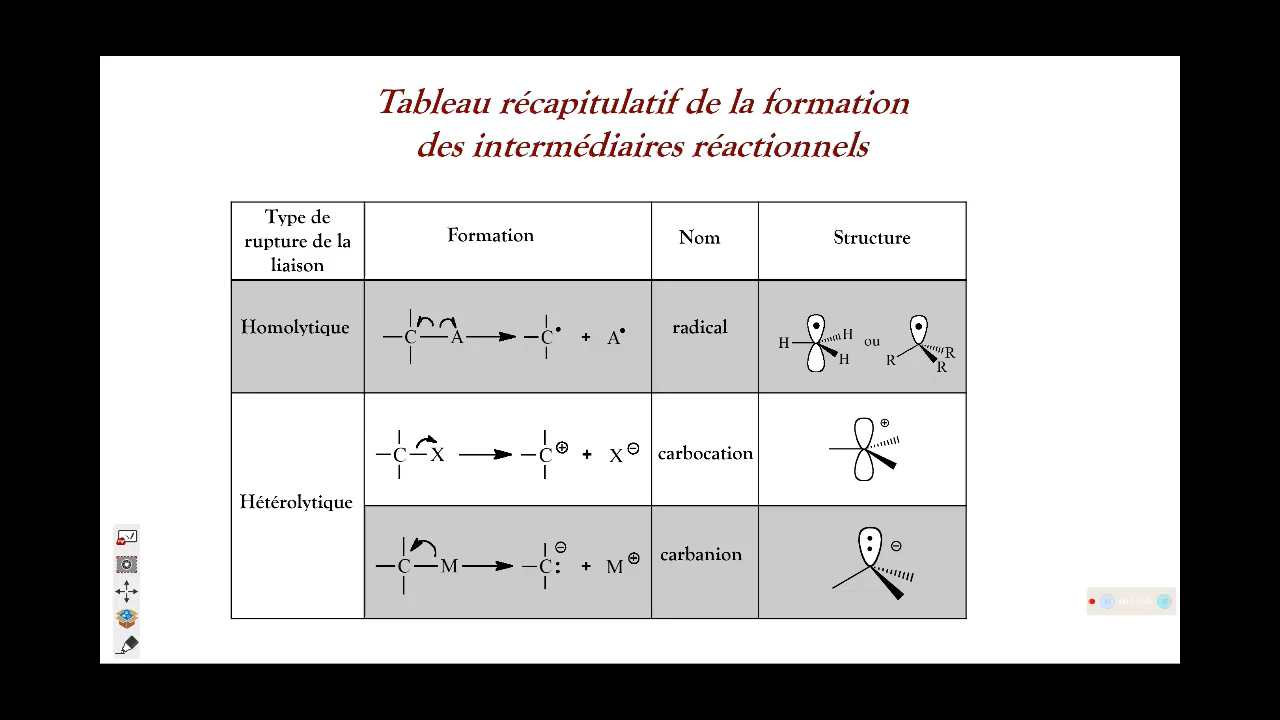 Tableau récapitulatif de la formation
des intermédiaires réactionnels
Type de
rupture de la
liaison
Formation
Nom
Structure
Homolytique
C A C• + A•
radical
H H H ou R R R
Hétérolytique
C X C⊕ + X⊖
carbocation
⊕
C M C:⊖ + M⊕
carbanion
⊖